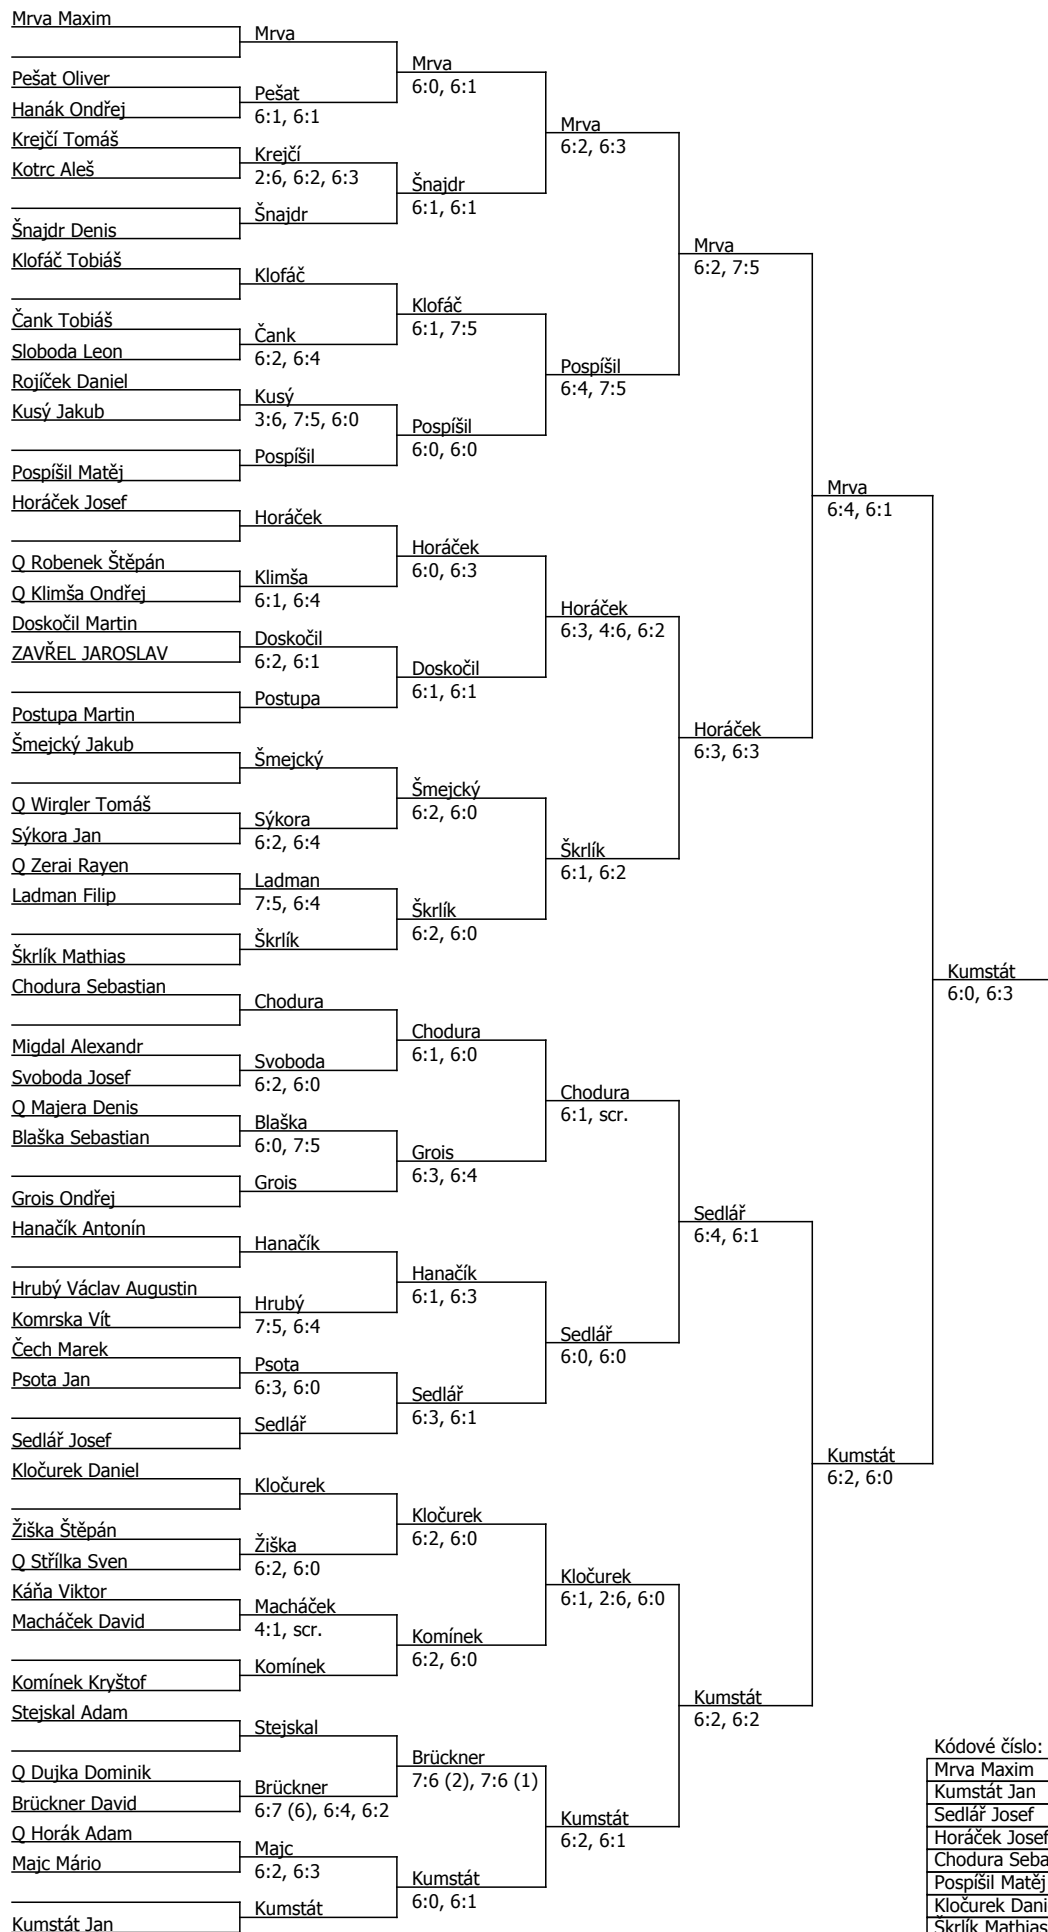 Mrva Maxim
Pešat Oliver
Hanák Ondřej
Krejčí Tomáš
Kotrc Aleš
Šnajdr Denis
Klofáč Tobiáš
Čank Tobiáš
Sloboda Leon
Rojíček Daniel
Kusý Jakub
Pospíšil Matěj
Horáček Josef
Q Robenek Štěpán
Q Klimša Ondřej
Doskočil Martin
ZAVŘEL JAROSLAV
Postupa Martin
Šmejcký Jakub
Q Wirgler Tomáš
Sýkora Jan
Q Zerai Rayen
Ladman Filip
Škrlík Mathias
Chodura Sebastian
Migdal Alexandr
Svoboda Josef
Q Majera Denis
Blaška Sebastian
Grois Ondřej
Hanačík Antonín
Hrubý Václav Augustin
Komrska Vít
Čech Marek
Psota Jan
Sedlář Josef
Kločurek Daniel
Žiška Štěpán
Q Střílka Sven
Káňa Viktor
Macháček David
Komínek Kryštof
Stejskal Adam
Q Dujka Dominik
Brückner David
Q Horák Adam
Majc Mário
Kumstát Jan
Mrva
Pešat
6:1, 6:1
Krejčí
2:6, 6:2, 6:3
Šnajdr
Klofáč
Čank
6:2, 6:4
Kusý
3:6, 7:5, 6:0
Pospíšil
Horáček
Klimša
6:1, 6:4
Doskočil
6:2, 6:1
Postupa
Šmejcký
Sýkora
6:2, 6:4
Ladman
7:5, 6:4
Škrlík
Chodura
Svoboda
6:2, 6:0
Blaška
6:0, 7:5
Grois
Hanačík
Hrubý
7:5, 6:4
Psota
6:3, 6:0
Sedlář
Kločurek
Žiška
6:2, 6:0
Macháček
4:1, scr.
Komínek
Stejskal
Brückner
6:7 (6), 6:4, 6:2
Majc
6:2, 6:3
Kumstát
Mrva
6:0, 6:1
Šnajdr
6:1, 6:1
Klofáč
6:1, 7:5
Pospíšil
6:0, 6:0
Horáček
6:0, 6:3
Doskočil
6:1, 6:1
Šmejcký
6:2, 6:0
Škrlík
6:2, 6:0
Chodura
6:1, 6:0
Grois
6:3, 6:4
Hanačík
6:1, 6:3
Sedlář
6:3, 6:1
Kločurek
6:2, 6:0
Komínek
6:2, 6:0
Brückner
7:6 (2), 7:6 (1)
Kumstát
6:0, 6:1
Mrva
6:2, 6:3
Pospíšil
6:4, 7:5
Horáček
6:3, 4:6, 6:2
Škrlík
6:1, 6:2
Chodura
6:1, scr.
Sedlář
6:0, 6:0
Kločurek
6:1, 2:6, 6:0
Kumstát
6:2, 6:1
Mrva
6:2, 7:5
Horáček
6:3, 6:3
Sedlář
6:4, 6:1
Kumstát
6:2, 6:2
Mrva
6:4, 6:1
Kumstát
6:2, 6:0
Kumstát
6:0, 6:3
Kódové číslo:
Mrva Maxim
Kumstát Jan
Sedlář Josef
Horáček Josef
Chodura Seba
Pospíšil Matěj
Kločurek Dani
Škrlík Mathias